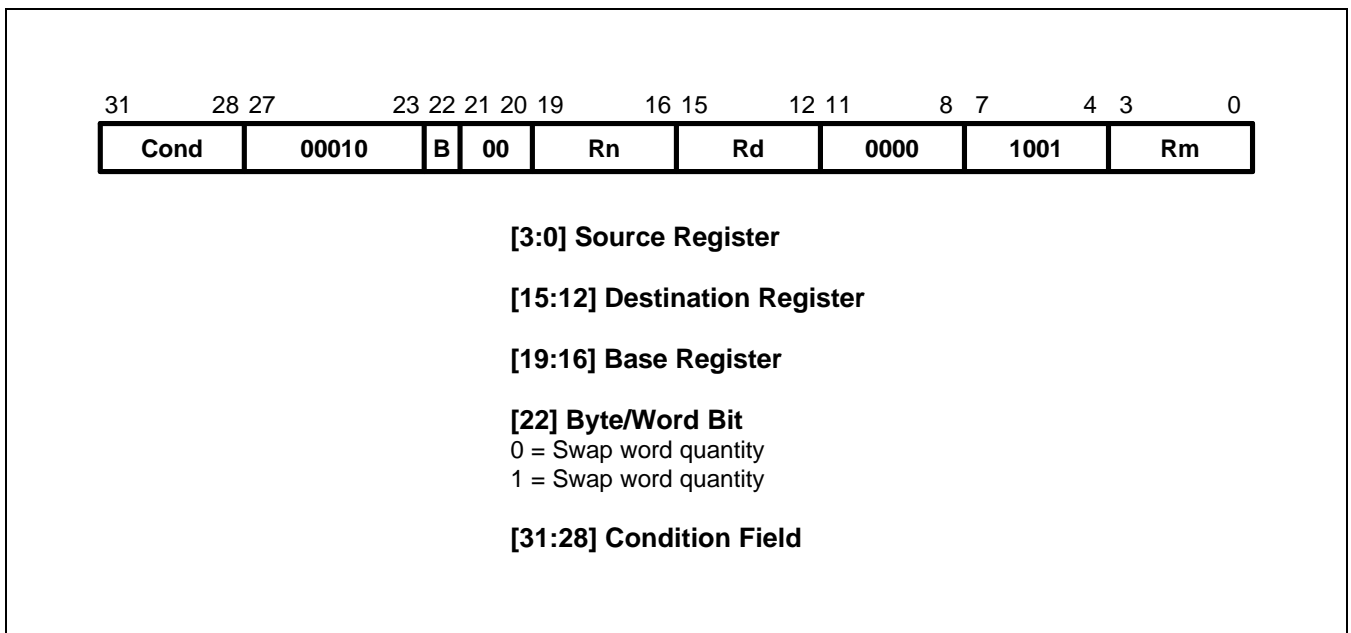 31 28 27 23 22 21 20 19 16 15 12 11 8 7 4 3 0
Cond 00010 B 00 Rn Rd 0000 1001 Rm
[3:0] Source Register
[15:12] Destination Register
[19:16] Base Register
[22] Byte/Word Bit
0 = Swap word quantity
1 = Swap word quantity
[31:28] Condition Field